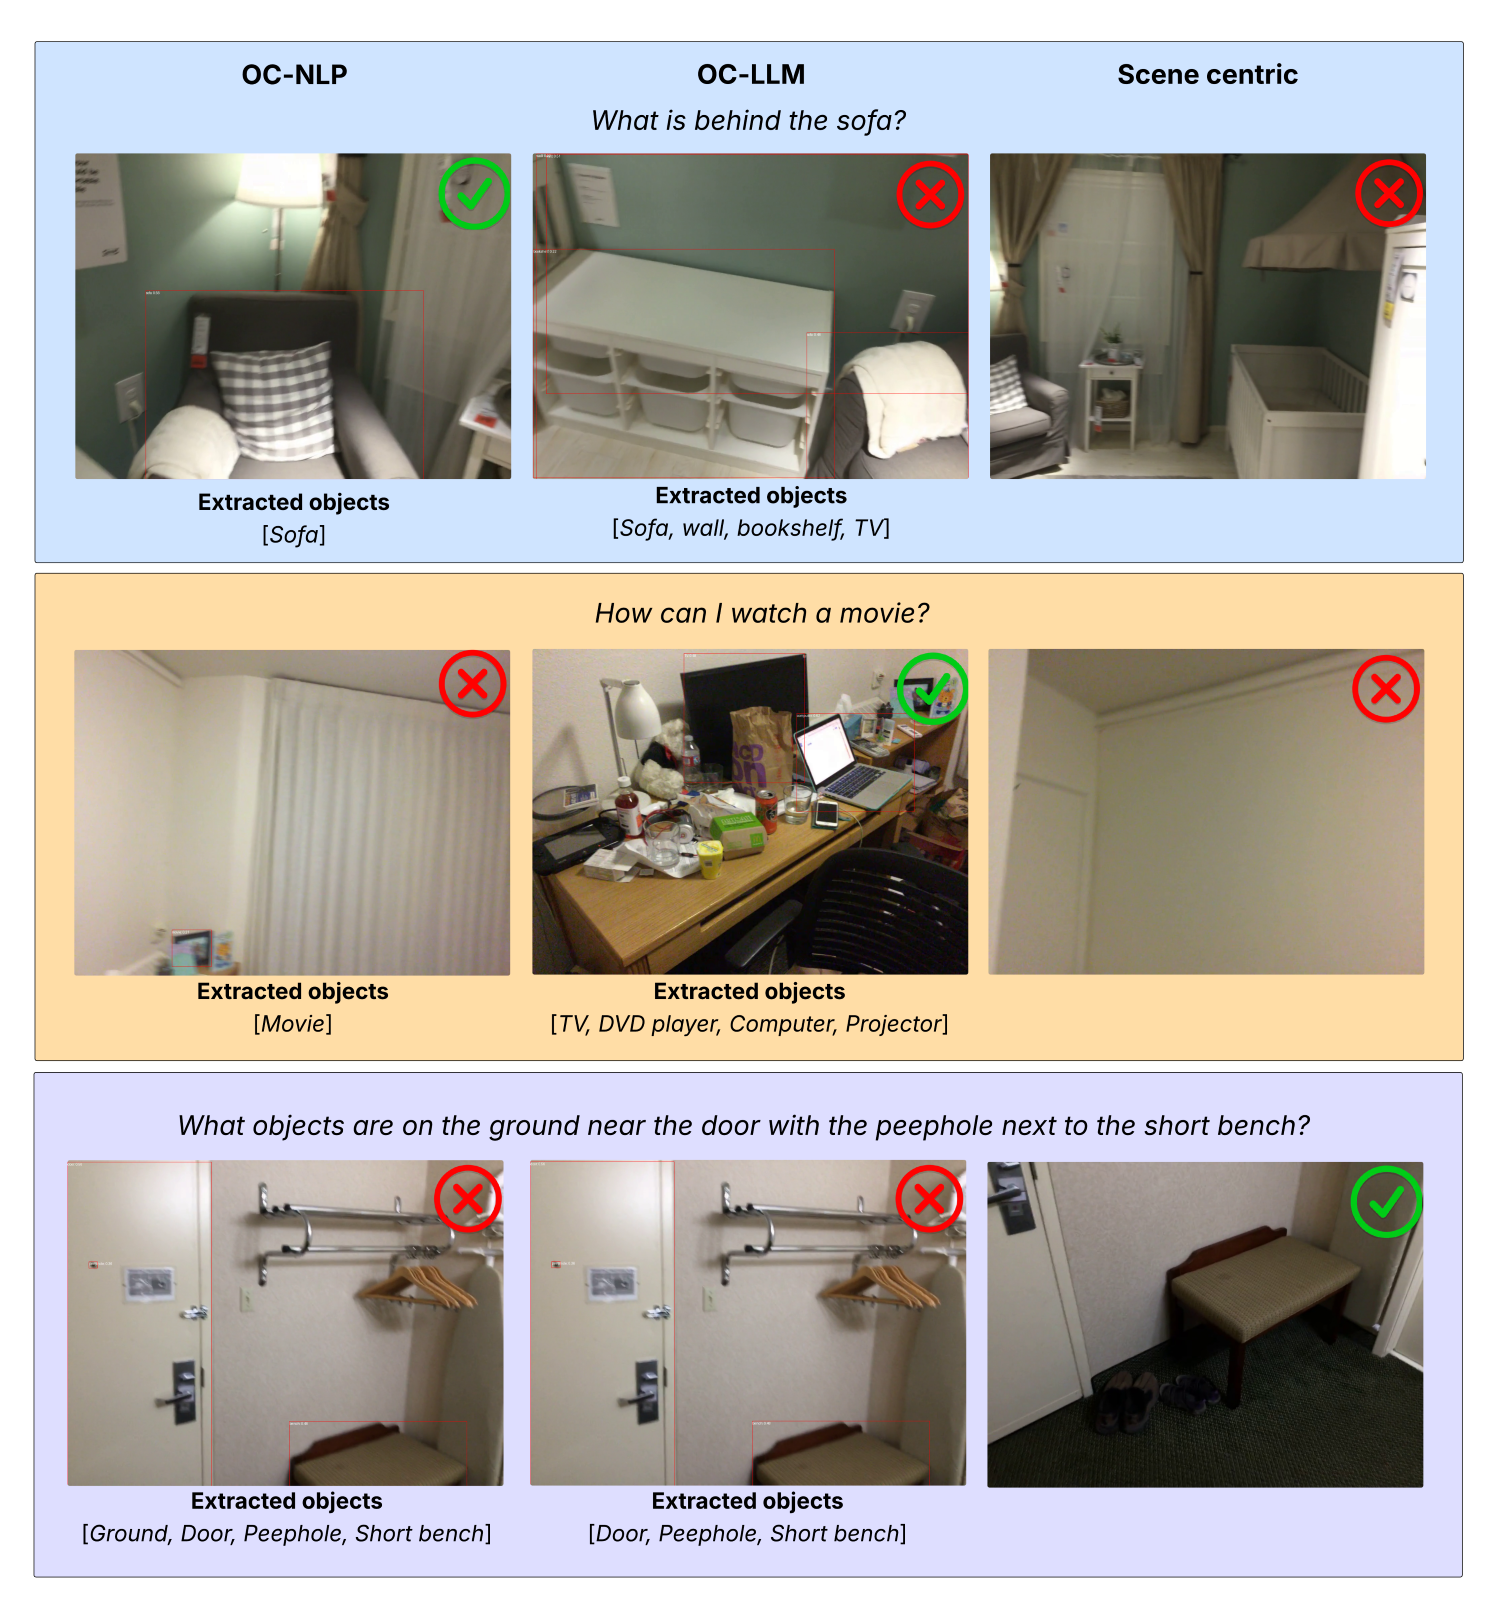 OC-NLP
OC-LLM
Scene centric
What is behind the sofa?
Extracted objects
[Sofa]
Extracted objects
[Sofa, wall, bookshelf, TV]
How can I watch a movie?
Extracted objects
[Movie]
Extracted objects
[TV, DVD player, Computer, Projector]
What objects are on the ground near the door with the peephole next to the short bench?
Extracted objects
[Ground, Door, Peephole, Short bench]
Extracted objects
[Door, Peephole, Short bench]